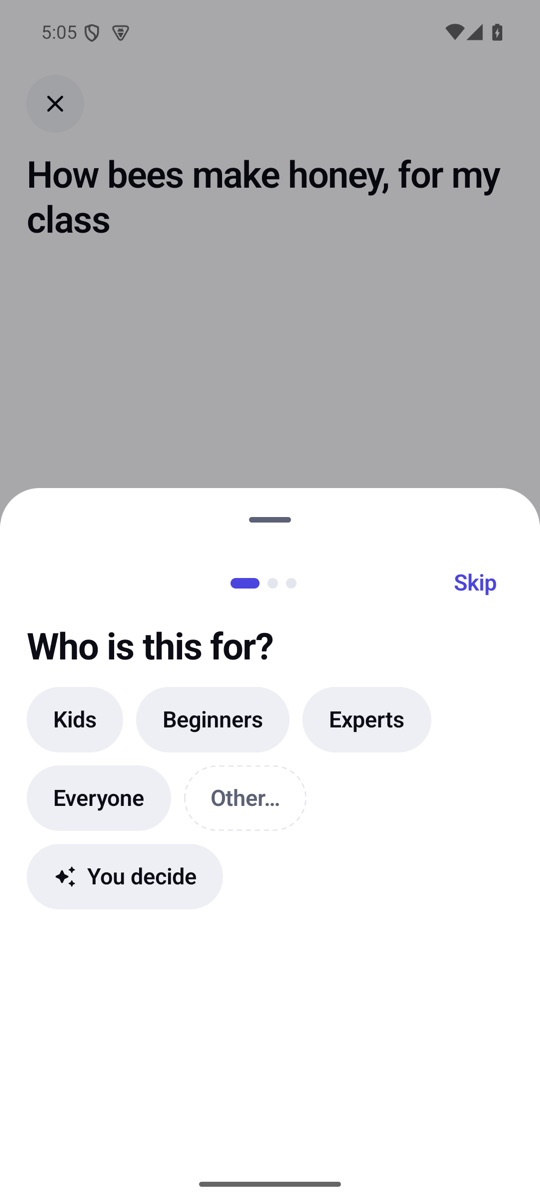 5:05
How bees make honey, for my
class
Skip
Who is this for?
Kids
Beginners
Experts
Everyone
Other...
You decide